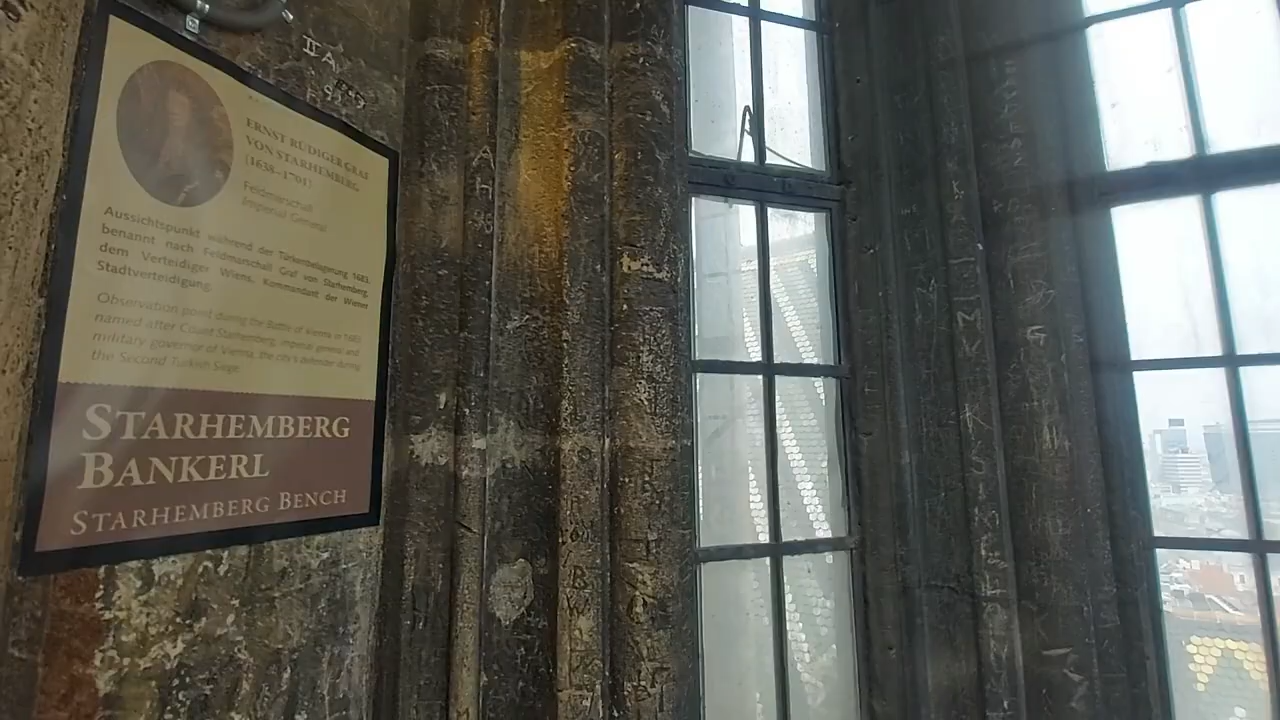 ERNST RÜDIGER GRAF
VON STARHEMBERG
(1638–1701)
Feldmarschall
Imperial General
Aussichtspunkt während der Türkenbelagerung 1683,
benannt nach Feldmarschall Graf von Starhemberg,
dem Verteidiger Wiens, Kommandant der Wiener
Stadtverteidigung.
Observation point during the Battle of Vienna in 1683
named after Count Starhemberg, imperial general and
military governor of Vienna, the city's defender during
the Second Turkish Siege.
STARHEMBERG
BANKERL
STARHEMBERG BENCH